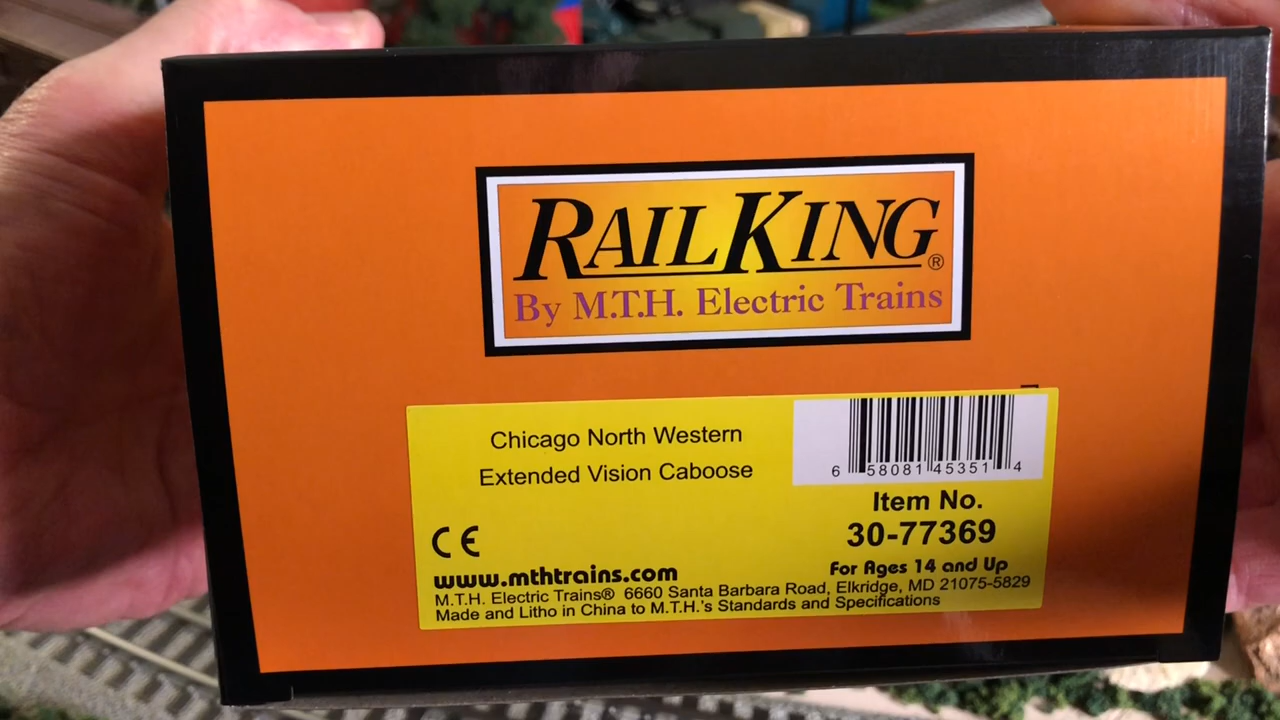 RAILKING®
By M.T.H. Electric Trains
Chicago North Western
Extended Vision Caboose
6 58081 45351 4
Item No.
30-77369
CE
For Ages 14 and Up
www.mthtrains.com
M.T.H. Electric Trains® 6660 Santa Barbara Road, Elkridge, MD 21075-5829
Made and Litho in China to M.T.H.'s Standards and Specifications